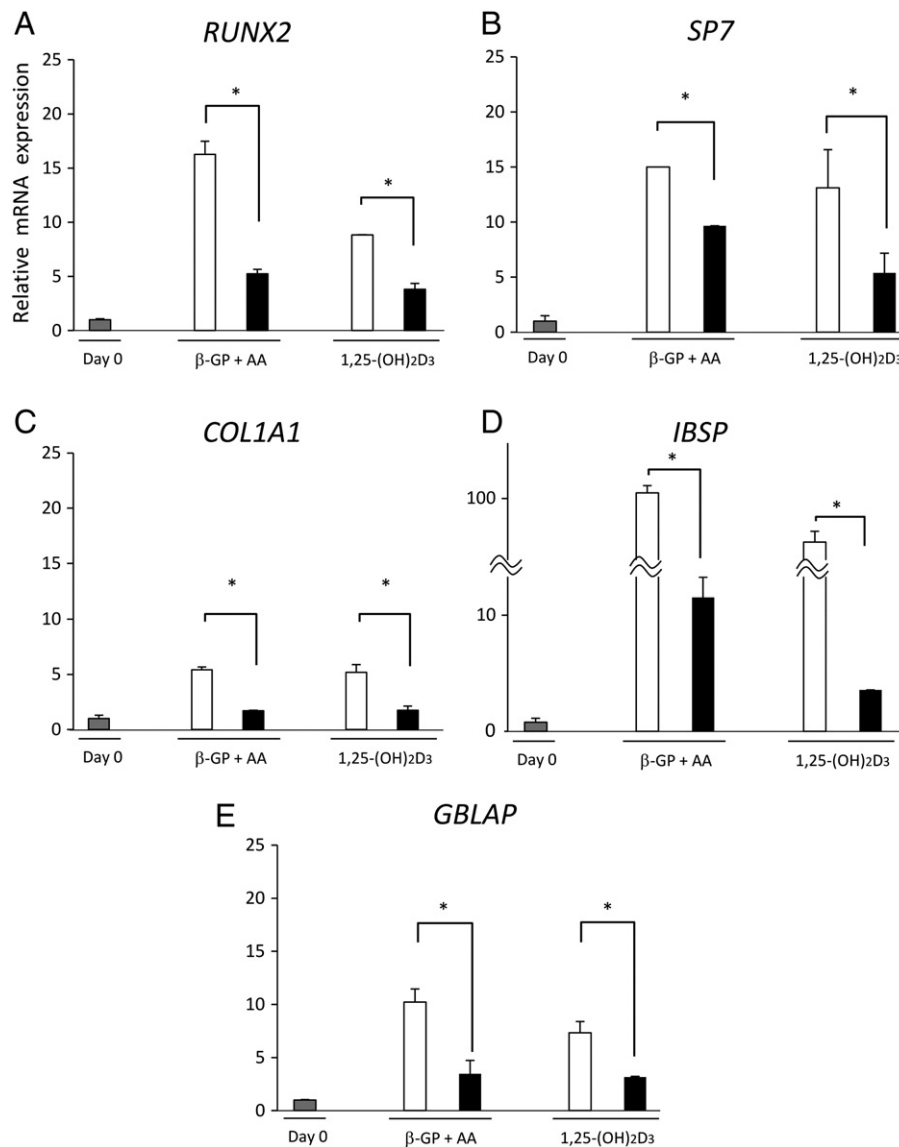 A
RUNX2
Relative mRNA expression
25
20
15
10
5
0
*
*
Day 0
β-GP + AA
1,25-(OH)2D3
B
SP7
25
20
15
10
5
0
*
*
Day 0
β-GP + AA
1,25-(OH)2D3
C
COL1A1
25
20
15
10
5
0
*
*
Day 0
β-GP + AA
1,25-(OH)2D3
D
IBSP
100
10
0
*
*
Day 0
β-GP + AA
1,25-(OH)2D3
E
GBLAP
25
20
15
10
5
0
*
*
Day 0
β-GP + AA
1,25-(OH)2D3